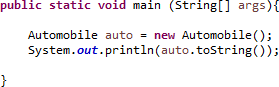 public static void main (String[] args){
Automobile auto = new Automobile();
System.out.println(auto.toString());
}